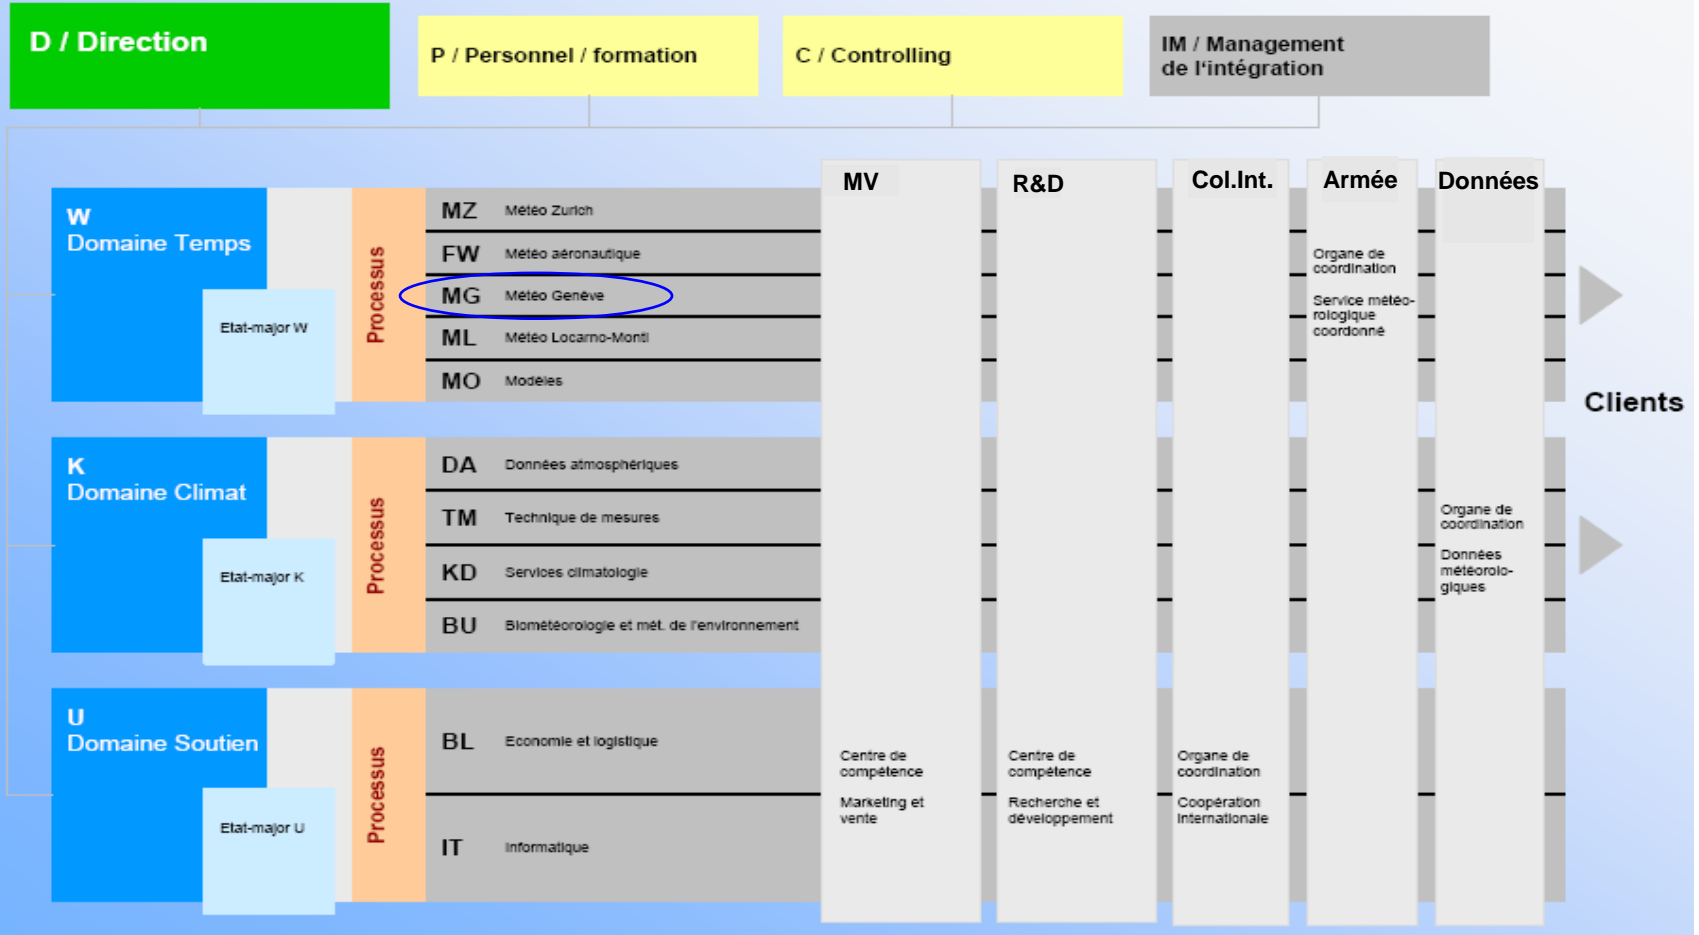 D / Direction
P / Personnel / formation
C / Controlling
IM / Management
de l'intégration
MV
R&D
Col.Int.
Armée
Données
W
Domaine Temps
Etat-major W
Processus
MZ Météo Zurich
FW Météo aéronautique
MG Météo Genève
ML Météo Locarno-Monti
MO Modèles
Organe de
coordination
Service météo-
rologique
coordonné
Clients
K
Domaine Climat
Etat-major K
Processus
DA Données atmosphériques
TM Technique de mesures
KD Services climatologie
BU Biométéorologie et mét. de l'environnement
Organe de
coordination
Données
météorolo-
giques
U
Domaine Soutien
Etat-major U
Processus
BL Economie et logistique
IT Informatique
Centre de
compétence
Marketing et
vente
Centre de
compétence
Recherche et
développement
Organe de
coordination
Coopération
internationale